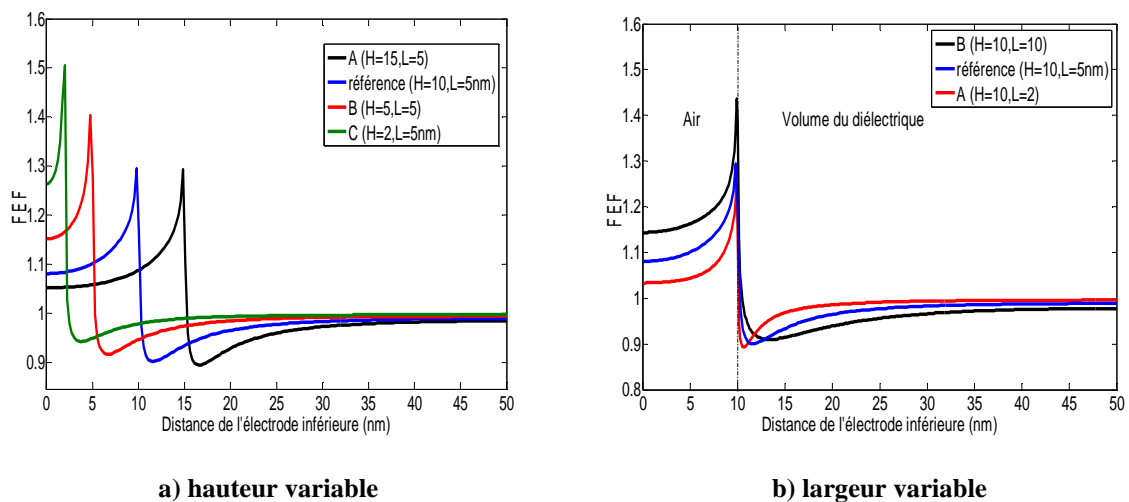 1.6
1.5
1.4
1.3
1.2
1.1
1
0.9
F E F
A (H=15,L=5)
référence (H=10,L=5nm)
B (H=5,L=5)
C (H=2,L=5nm)
0 5 10 15 20 25 30 35 40 45 50
Distance de l'électrode inférieure (nm)
a) hauteur variable
1.6
1.5
1.4
1.3
1.2
1.1
1
0.9
0.8
F E F
B (H=10,L=10)
référence (H=10,L=5nm)
A (H=10,L=2)
Air
Volume du diélectrique
0 5 10 15 20 25 30 35 40 45 50
Distance de l'électrode inférieure (nm)
b) largeur variable